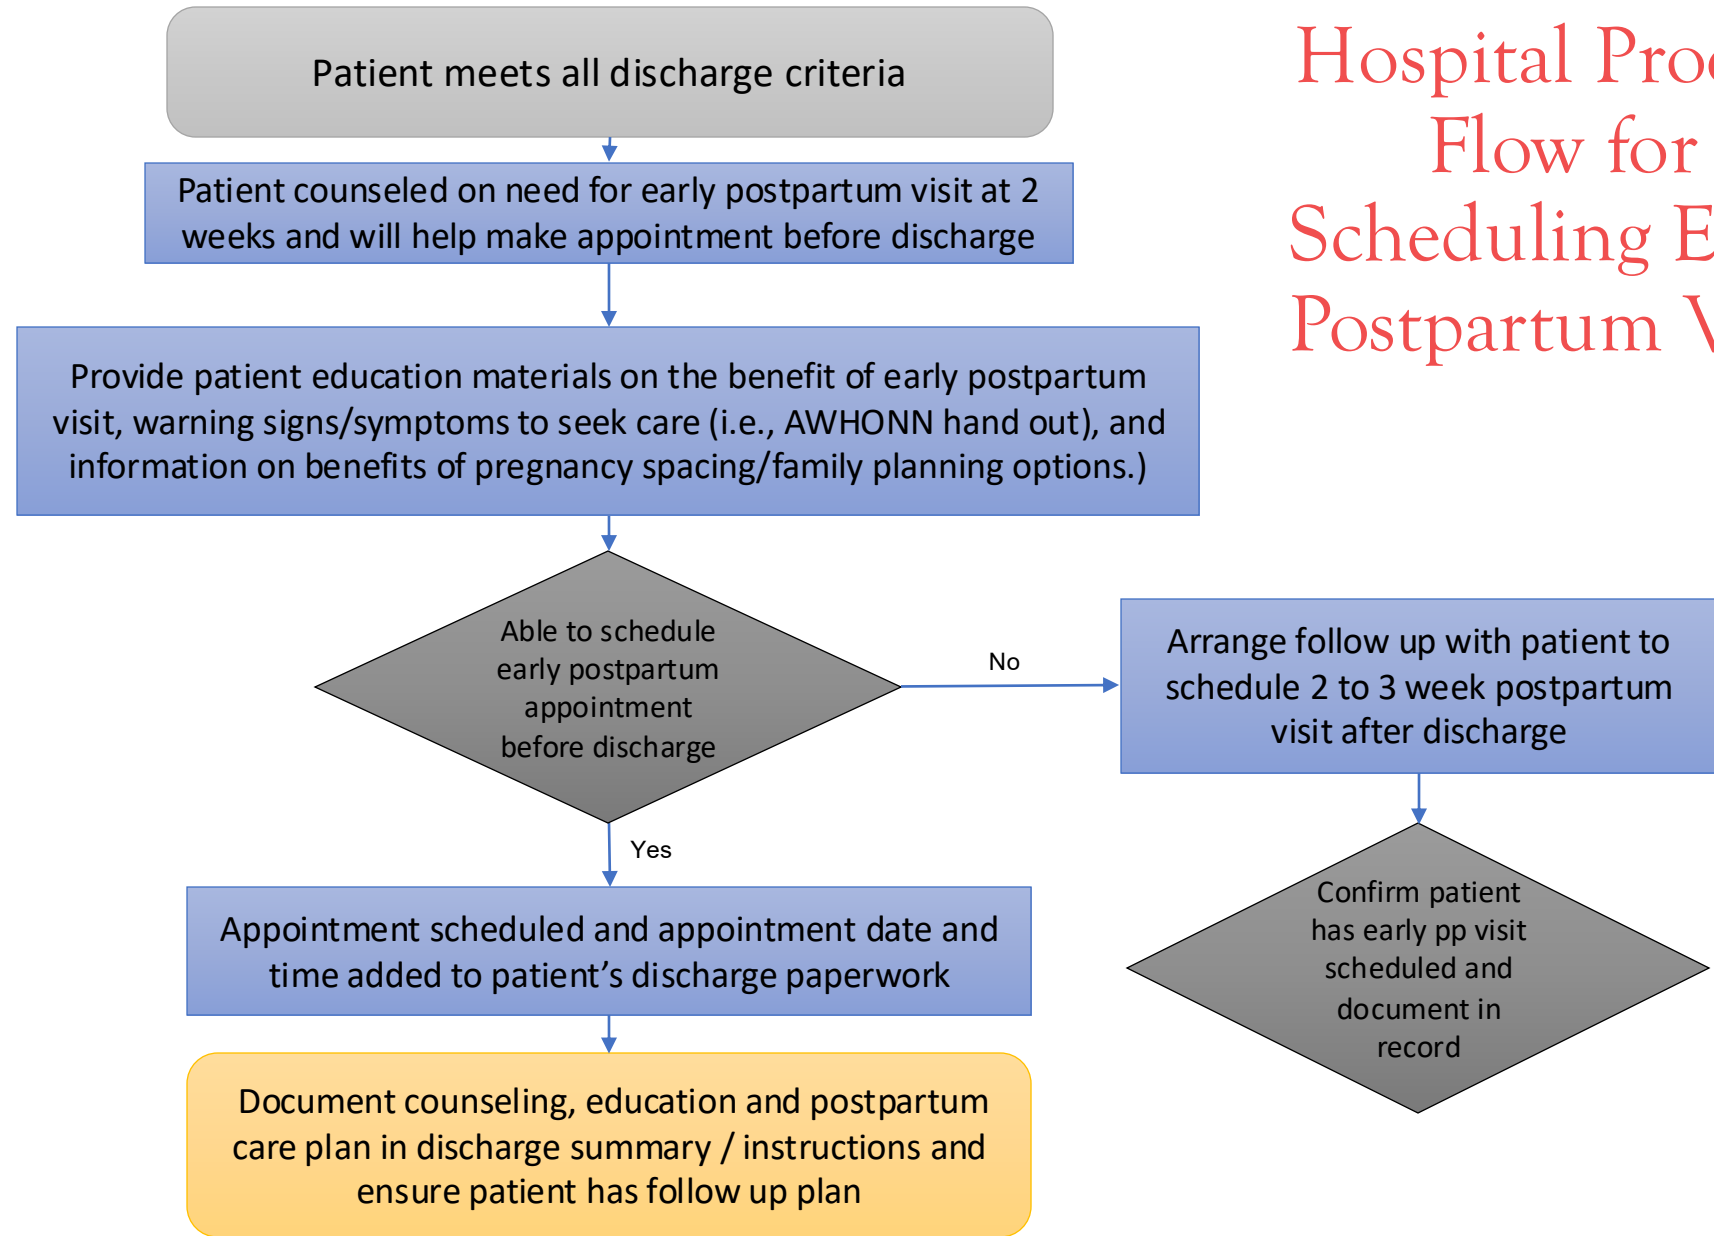 Patient meets all discharge criteria
Hospital
Flow for
Scheduling
Postpartum
Patient counseled on need for early postpartum visit at 2
weeks and will help make appointment before discharge
Provide patient education materials on the benefit of early postpartum
visit, warning signs/symptoms to seek care (i.e., AWHONN hand out), and
information on benefits of pregnancy spacing/family planning options.)
Able to schedule
early postpartum
appointment
before discharge
No
Arrange follow up with patient to
schedule 2 to 3 week postpartum
visit after discharge
Yes
Confirm patient
has early pp visit
scheduled and
document in
record
Appointment scheduled and appointment date and
time added to patient’s discharge paperwork
Document counseling, education and postpartum
care plan in discharge summary / instructions and
ensure patient has follow up plan